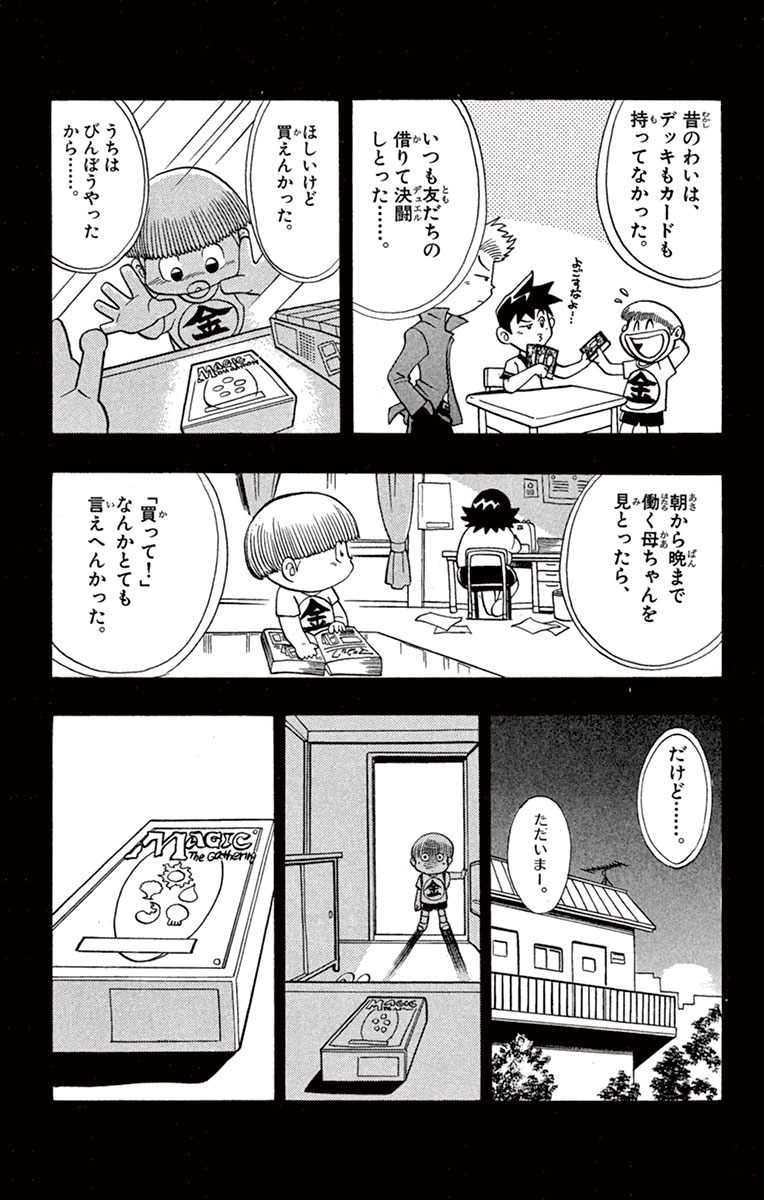 昔のわいは、
デッキもカードも
持ってなかった。
いつも友だちの
借りて決闘
しとった……。
よごすなよ…
金
ほしいけど
買えんかった。
うちは
びんぼうやった
から……。
金
MAGIC
朝から晩まで
働く母ちゃんを
見とったら、
「買って！」
なんかとても
言えへんかった。
金
だけど……。
ただいまー。
金
MAGIC
MAGIC
The Gathering